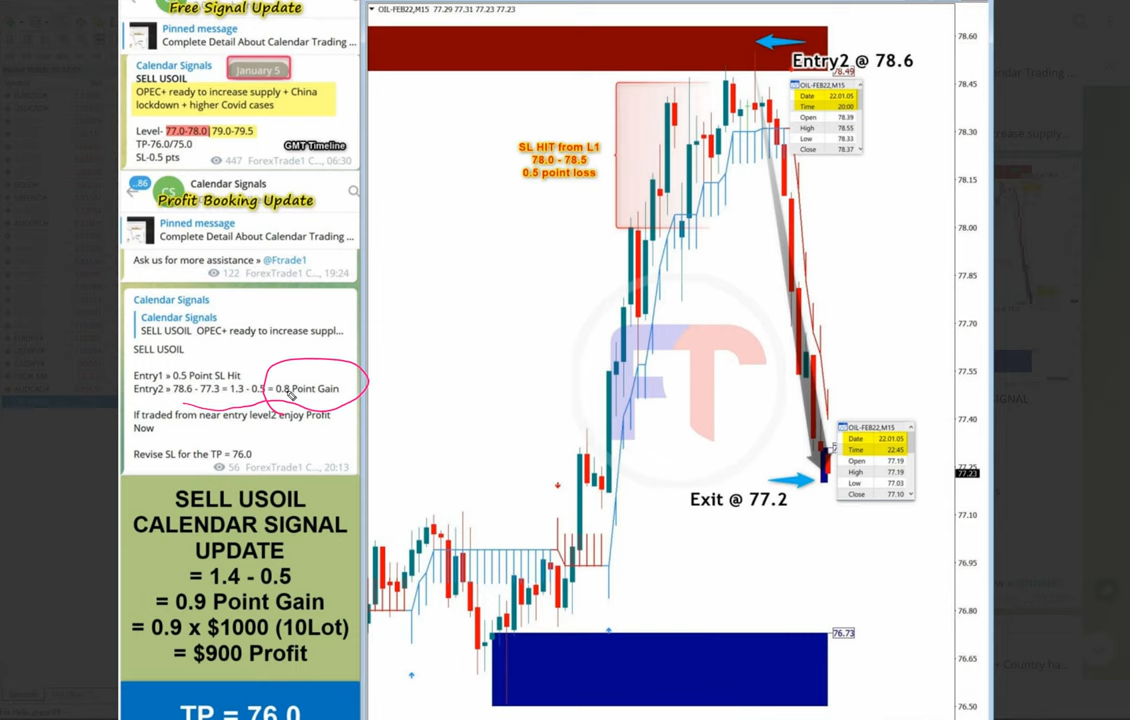 Free Signal Update
Pinned message
Complete Detail About Calendar Trading ...
Calendar Signals
January 5
SELL USOIL
OPEC+ ready to increase supply + China
lockdown + higher Covid cases
Level- 77.0-78.0| 79.0-79.5
TP-76.0/75.0
GMT Timeline
SL-0.5 pts
447 ForexTrade1 C..., 06:30
..86
CS
Calendar Signals
Profit Booking Update
Pinned message
Complete Detail About Calendar Trading ...
Ask us for more assistance » @Ftrade1
122 ForexTrade1 C..., 19:24
Calendar Signals
Calendar Signals
SELL USOIL OPEC+ ready to increase suppl...
SELL USOIL
Entry1 » 0.5 Point SL Hit
Entry2 » 78.6 - 77.3 = 1.3 - 0.5 = 0.8 Point Gain
If traded from near entry level2 enjoy Profit
Now
Revise SL for the TP = 76.0
56 ForexTrade1 C..., 20:13
SELL USOIL
CALENDAR SIGNAL
UPDATE
= 1.4 - 0.5
= 0.9 Point Gain
= 0.9 x $1000 (10Lot)
= $900 Profit
TP = 76.0
OIL-FEB22,M15 77.29 77.31 77.23 77.23
Entry2 @ 78.6
78.49
OIL-FEB22,M15
Date 22.01.05
Time 20:00
Open 78.39
High 78.55
Low 78.33
Close 78.37
SL HIT from L1
78.0 - 78.5
0.5 point loss
FT
OIL-FEB22,M15
Date 22.01.05
Time 22:45
Open 77.19
High 77.19
Low 77.03
Close 77.10
Exit @ 77.2
76.73
78.60
78.45
78.30
78.15
78.00
77.85
77.70
77.55
77.40
77.25
77.23
77.10
76.95
76.80
76.65
76.50